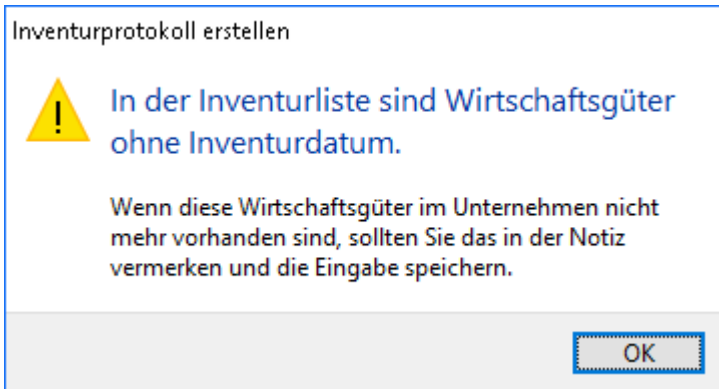 Inventurprotokoll erstellen
!
In der Inventurliste sind Wirtschaftsgüter
ohne Inventurdatum.
Wenn diese Wirtschaftsgüter im Unternehmen nicht
mehr vorhanden sind, sollten Sie das in der Notiz
vermerken und die Eingabe speichern.
OK